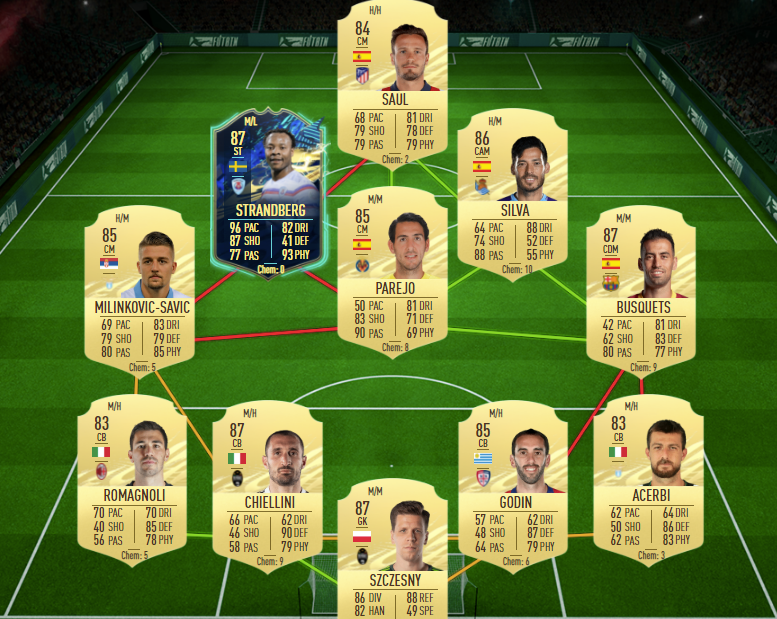 H/H
84
CM
SAUL
68 PAC 81 DRI
79 SHO 78 DEF
79 PAS 79 PHY
Chem: 2
M/L
87
ST
STRANDBERG
96 PAC 82 DRI
87 SHO 41 DEF
77 PAS 93 PHY
Chem: 0
H/M
86
CAM
SILVA
64 PAC 88 DRI
74 SHO 52 DEF
88 PAS 55 PHY
Chem: 10
H/M
85
CM
MILINKOVIC-SAVIC
69 PAC 83 DRI
79 SHO 79 DEF
80 PAS 85 PHY
Chem: 5
M/M
85
CM
PAREJO
50 PAC 81 DRI
83 SHO 71 DEF
90 PAS 69 PHY
Chem: 8
M/M
87
CDM
BUSQUETS
42 PAC 81 DRI
62 SHO 83 DEF
80 PAS 77 PHY
Chem: 9
M/H
83
CB
ROMAGNOLI
70 PAC 70 DRI
40 SHO 85 DEF
56 PAS 78 PHY
Chem: 5
M/H
87
CB
CHIELLINI
66 PAC 62 DRI
46 SHO 90 DEF
58 PAS 79 PHY
Chem: 9
M/M
87
GK
SZCZESNY
86 DIV 88 REF
82 HAN 49 SPE
M/H
85
CB
GODIN
57 PAC 62 DRI
48 SHO 87 DEF
64 PAS 79 PHY
Chem: 6
M/H
83
CB
ACERBI
62 PAC 64 DRI
50 SHO 86 DEF
62 PAS 83 PHY
Chem: 3